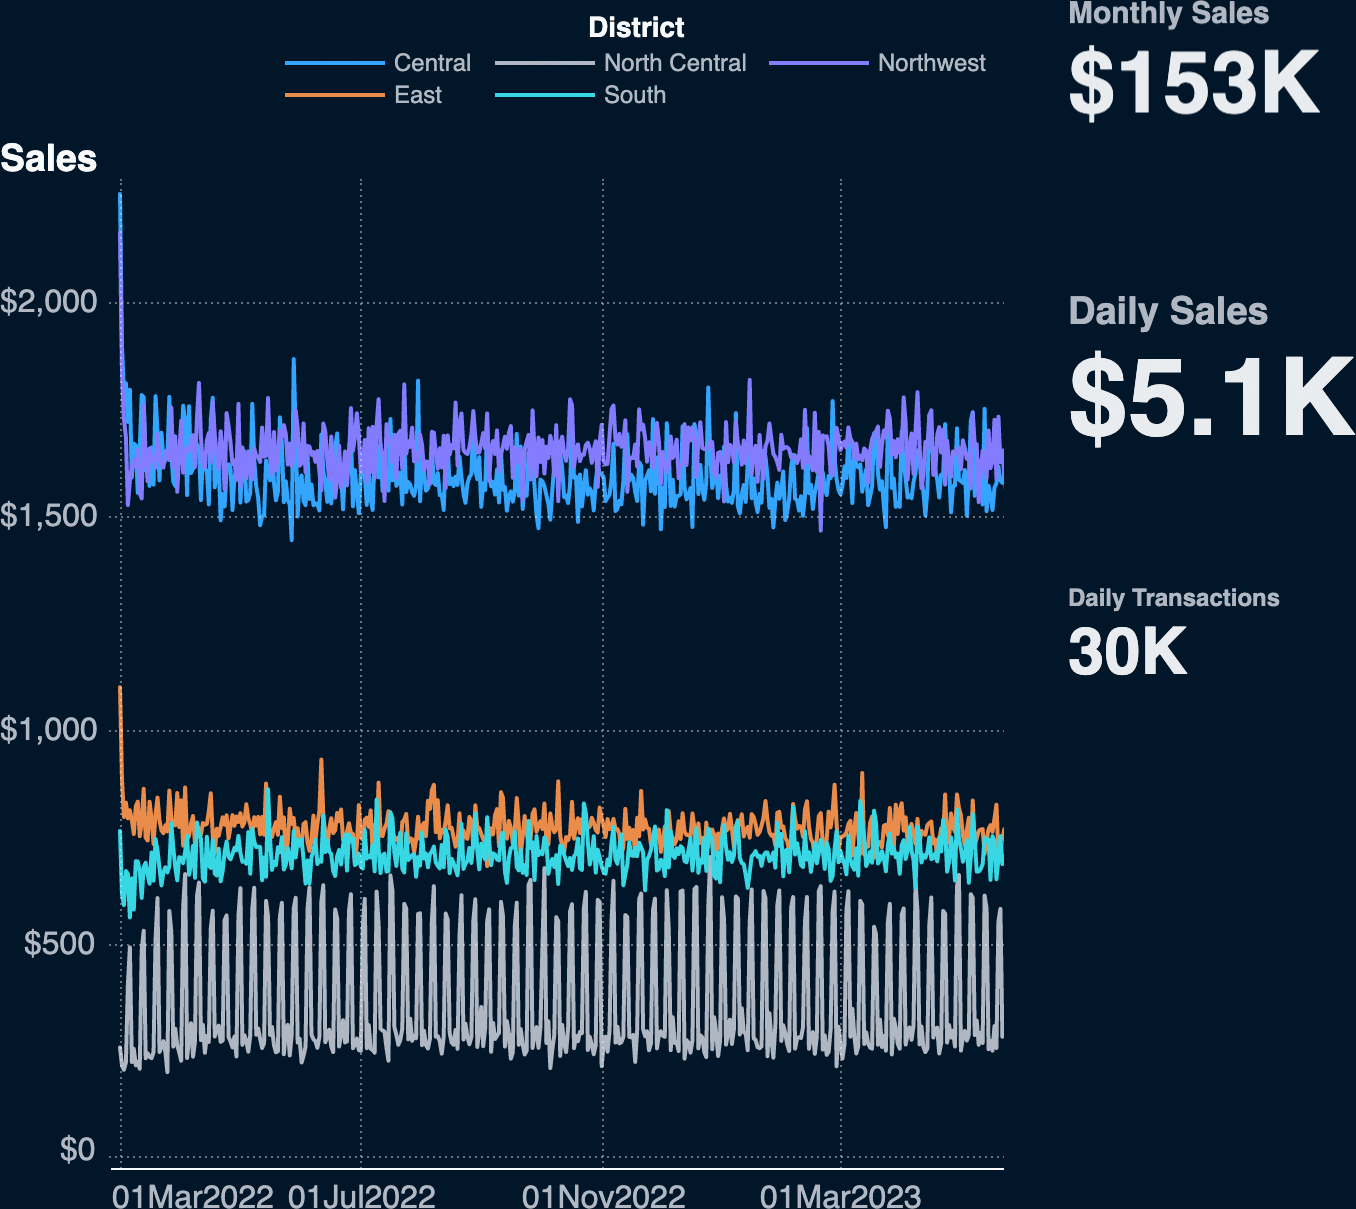 District
Central
North Central
Northwest
East
South
Monthly Sales
$153K
Sales
$2,000
$1,500
$1,000
$500
$0
01Mar2022
01Jul2022
01Nov2022
01Mar2023
Daily Sales
$5.1K
Daily Transactions
30K